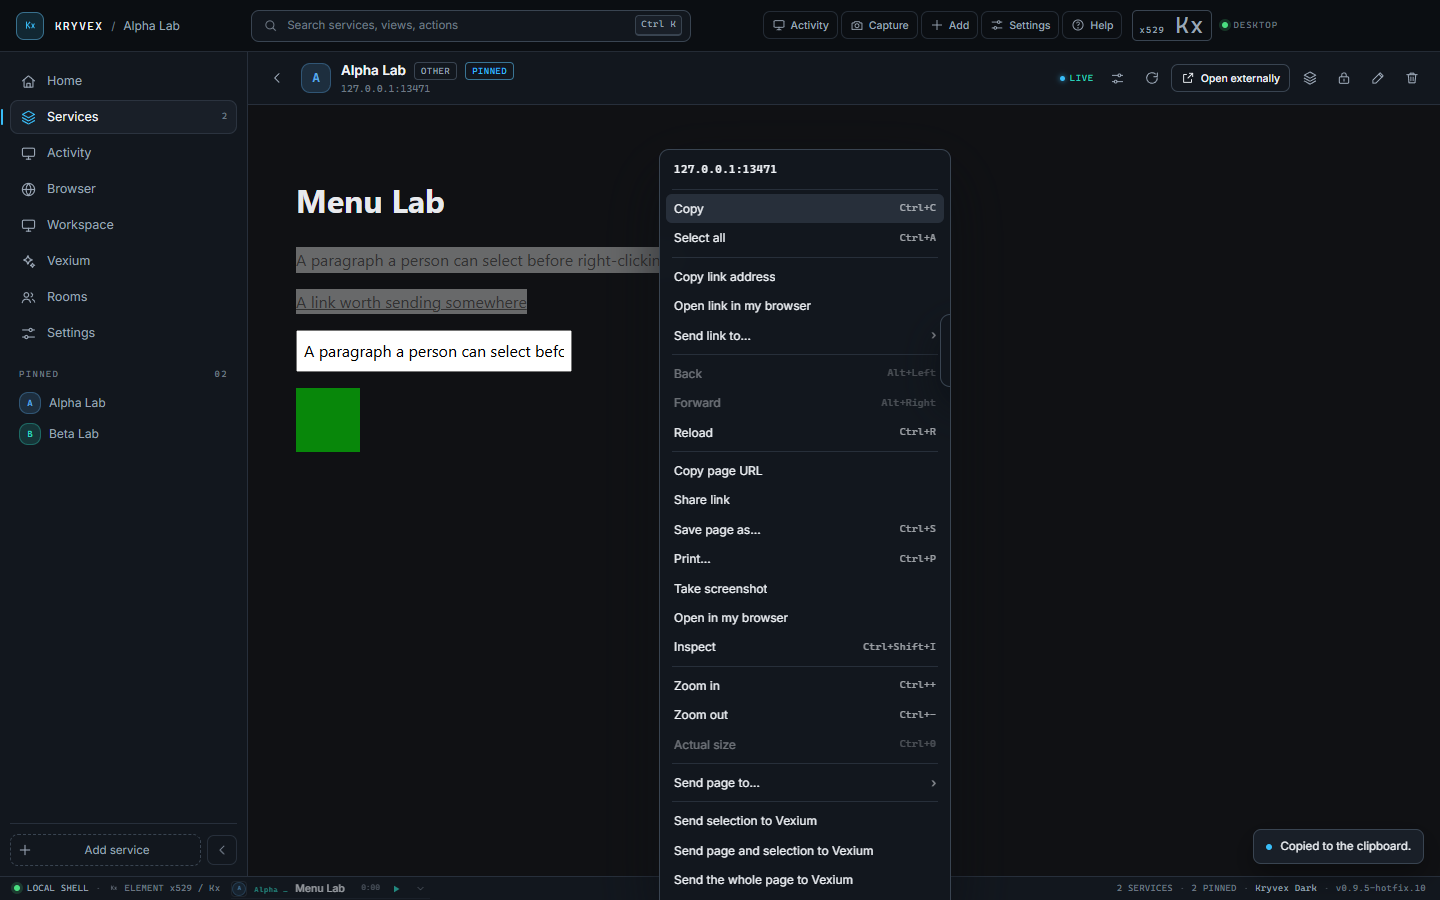 Kx KRYVEX / Alpha Lab
Search services, views, actions Ctrl K
Activity Capture Add Settings Help
x529 Kx DESKTOP
Home
Services 2
Activity
Browser
Workspace
Vexium
Rooms
Settings
PINNED 02
A Alpha Lab
B Beta Lab
Add service
A Alpha Lab OTHER PINNED
127.0.0.1:13471
LIVE Open externally
Menu Lab
A paragraph a person can select before right-clickin
A link worth sending somewhere
A paragraph a person can select befo
127.0.0.1:13471
Copy Ctrl+C
Select all Ctrl+A
Copy link address
Open link in my browser
Send link to...
Back Alt+Left
Forward Alt+Right
Reload Ctrl+R
Copy page URL
Share link
Save page as... Ctrl+S
Print... Ctrl+P
Take screenshot
Open in my browser
Inspect Ctrl+Shift+I
Zoom in Ctrl++
Zoom out Ctrl+−
Actual size Ctrl+0
Send page to...
Send selection to Vexium
Send page and selection to Vexium
Send the whole page to Vexium
Copied to the clipboard.
LOCAL SHELL · Kx ELEMENT x529 / Kx A Alpha … Menu Lab 0:00
2 SERVICES · 2 PINNED · Kryvex Dark · v0.9.5-hotfix.10